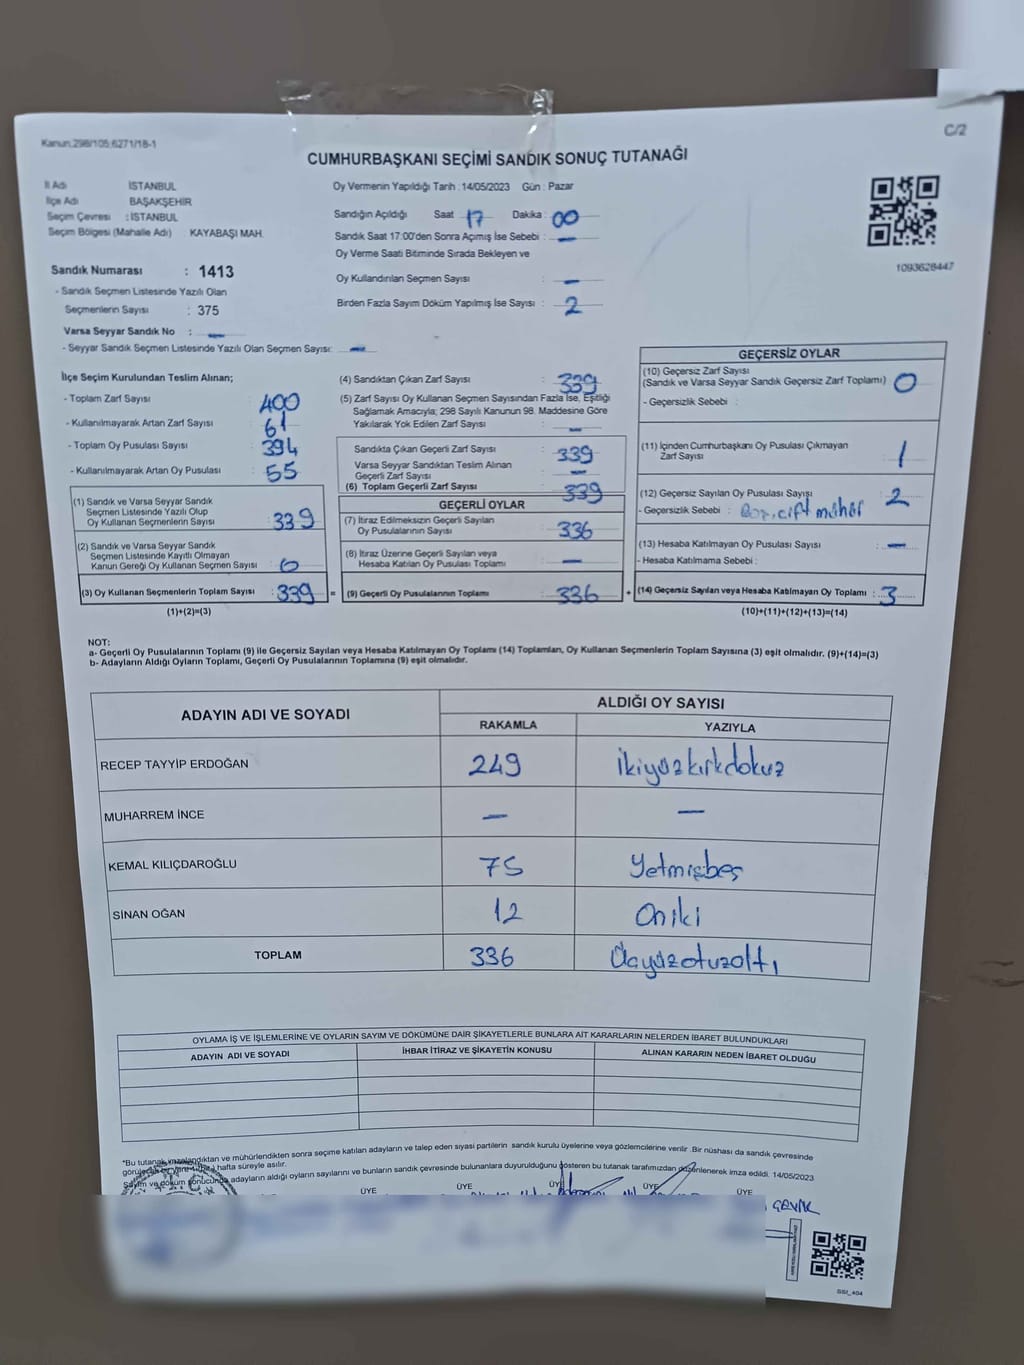 Kanun;298/105;6271/18-1
C/2
CUMHURBAŞKANI SEÇİMİ SANDIK SONUÇ TUTANAĞI
İl Adı İSTANBUL
İlçe Adı BAŞAKŞEHİR
Seçim Çevresi : İSTANBUL
Seçim Bölgesi (Mahalle Adı) : KAYABAŞI MAH.
Sandık Numarası : 1413
- Sandık Seçmen Listesinde Yazılı Olan
Seçmenlerin Sayısı : 375
Varsa Seyyar Sandık No : —
- Seyyar Sandık Seçmen Listesinde Yazılı Olan Seçmen Sayısı: —
Oy Vermenin Yapıldığı Tarih : 14/05/2023 Gün : Pazar
Sandığın Açıldığı Saat 17 Dakika : 00
Sandık Saat 17:00'den Sonra Açılmış İse Sebebi : —
Oy Verme Saati Bitiminde Sırada Bekleyen ve
Oy Kullandırılan Seçmen Sayısı : —
Birden Fazla Sayım Döküm Yapılmış İse Sayısı : 2
1093628447
İlçe Seçim Kurulundan Teslim Alınan;
- Toplam Zarf Sayısı : 400
- Kullanılmayarak Artan Zarf Sayısı : 61
- Toplam Oy Pusulası Sayısı : 394
- Kullanılmayarak Artan Oy Pusulası : 55
(1) Sandık ve Varsa Seyyar Sandık
Seçmen Listesinde Yazılı Olup
Oy Kullanan Seçmenlerin Sayısı : 339
(2) Sandık ve Varsa Seyyar Sandık
Seçmen Listesinde Kayıtlı Olmayan
Kanun Gereği Oy Kullanan Seçmen Sayısı : 0
(3) Oy Kullanan Seçmenlerin Toplam Sayısı : 339 =
(1)+(2)=(3)
(4) Sandıktan Çıkan Zarf Sayısı : 339
(5) Zarf Sayısı Oy Kullanan Seçmen Sayısından Fazla İse, Eşitliği
Sağlamak Amacıyla; 298 Sayılı Kanunun 98. Maddesine Göre
Yakılarak Yok Edilen Zarf Sayısı : —
Sandıkta Çıkan Geçerli Zarf Sayısı : 339
Varsa Seyyar Sandıktan Teslim Alınan
Geçerli Zarf Sayısı : —
(6) Toplam Geçerli Zarf Sayısı : 339
GEÇERLİ OYLAR
(7) İtiraz Edilmeksizin Geçerli Sayılan
Oy Pusulalarının Sayısı : 336
(8) İtiraz Üzerine Geçerli Sayılan veya
Hesaba Katılan Oy Pusulası Toplamı : —
(9) Geçerli Oy Pusulalarının Toplamı : 336 +
GEÇERSİZ OYLAR
(10) Geçersiz Zarf Sayısı
(Sandık ve Varsa Seyyar Sandık Geçersiz Zarf Toplamı) : 0
- Geçersizlik Sebebi :
(11) İçinden Cumhurbaşkanı Oy Pusulası Çıkmayan
Zarf Sayısı : 1
(12) Geçersiz Sayılan Oy Pusulası Sayısı : 2
- Geçersizlik Sebebi : çift mühür
(13) Hesaba Katılmayan Oy Pusulası Sayısı : —
- Hesaba Katılmama Sebebi :
(14) Geçersiz Sayılan veya Hesaba Katılmayan Oy Toplamı : 3
(10)+(11)+(12)+(13)=(14)
NOT:
a- Geçerli Oy Pusulalarının Toplamı (9) ile Geçersiz Sayılan veya Hesaba Katılmayan Oy Toplamı (14) Toplamları, Oy Kullanan Seçmenlerin Toplam Sayısına (3) eşit olmalıdır. (9)+(14)=(3)
b- Adayların Aldığı Oyların Toplamı, Geçerli Oy Pusulalarının Toplamına (9) eşit olmalıdır.
ADAYIN ADI VE SOYADI ALDIĞI OY SAYISI
RAKAMLA YAZIYLA
RECEP TAYYİP ERDOĞAN 249 İkiyüzkırkdokuz
MUHARREM İNCE — —
KEMAL KILIÇDAROĞLU 75 Yetmişbeş
SİNAN OĞAN 12 Oniki
TOPLAM 336 Üçyüzotuzaltı
OYLAMA İŞ VE İŞLEMLERİNE VE OYLARIN SAYIM VE DÖKÜMÜNE DAİR ŞİKAYETLERLE BUNLARA AİT KARARLARIN NELERDEN İBARET BULUNDUKLARI
ADAYIN ADI VE SOYADI İHBAR İTİRAZ VE ŞİKAYETİN KONUSU ALINAN KARARIN NEDEN İBARET OLDUĞU
*Bu tutanak imzalandıktan ve mühürlendikten sonra seçime katılan adayların ve talep eden siyasi partilerin sandık kurulu üyelerine veya gözlemcilerine verilir. Bir nüshası da sandık çevresinde
hafta süreyle asılır.
Sayım ve döküm sonucunda adayların aldığı oyların sayılarını ve bunların sandık çevresinde bulunanlara duyurulduğunu gösteren bu tutanak tarafımızdan düzenlenerek imza edildi. 14/05/2023
ÜYE ÜYE ÜYE ÜYE ÜYE
ÇEVİK
SSI_404